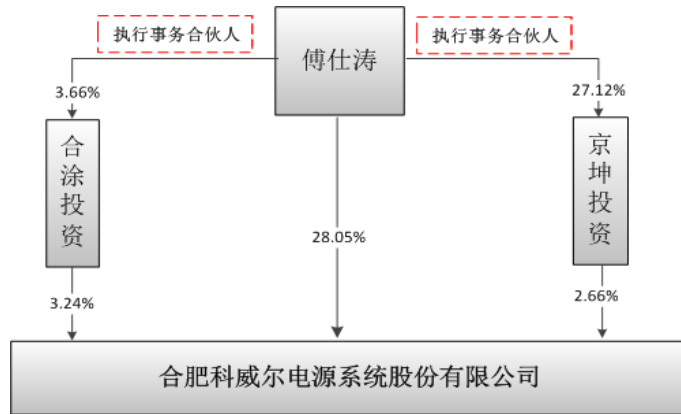 执行事务合伙人
傅仕涛
执行事务合伙人
3.66%
27.12%
合涂投资
京坤投资
28.05%
3.24%
2.66%
合肥科威尔电源系统股份有限公司